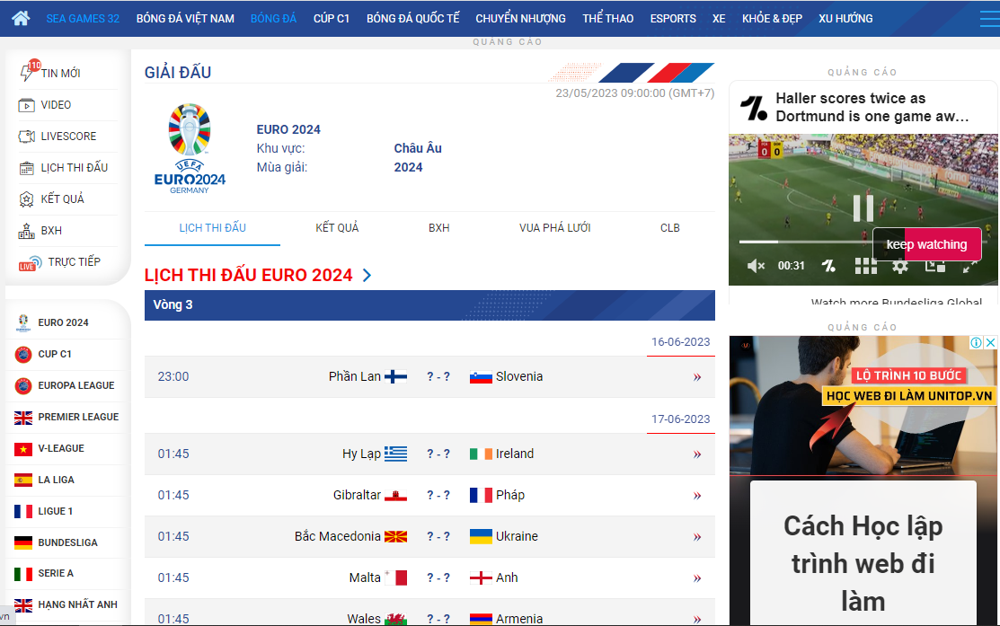 SEA GAMES 32 BÓNG ĐÁ VIỆT NAM BÓNG ĐÁ CÚP C1 BÓNG ĐÁ QUỐC TẾ CHUYỂN NHƯỢNG THỂ THAO ESPORTS XE KHỎE & ĐẸP XU HƯỚNG
QUẢNG CÁO
110
TIN MỚI
VIDEO
LIVESCORE
LỊCH THI ĐẤU
KẾT QUẢ
BXH
LIVE TRỰC TIẾP
EURO 2024
CUP C1
EUROPA LEAGUE
PREMIER LEAGUE
V-LEAGUE
LA LIGA
LIGUE 1
BUNDESLIGA
SERIE A
HẠNG NHẤT ANH
vn
GIẢI ĐẤU
23/05/2023 09:00:00 (GMT+7)
UEFA
EURO2024
GERMANY
EURO 2024
Khu vực: Châu Âu
Mùa giải: 2024
LỊCH THI ĐẤU KẾT QUẢ BXH VUA PHÁ LƯỚI CLB
LỊCH THI ĐẤU EURO 2024
Vòng 3
16-06-2023
23:00 Phần Lan ? - ? Slovenia »
17-06-2023
01:45 Hy Lạp ? - ? Ireland »
01:45 Gibraltar ? - ? Pháp »
01:45 Bắc Macedonia ? - ? Ukraine »
01:45 Malta ? - ? Anh »
01:45 Wales ? - ? Armenia »
QUẢNG CÁO
Haller scores twice as
Dortmund is one game aw...
0 0
keep watching
00:31
Watch more Bundesliga Global
QUẢNG CÁO
LỘ TRÌNH 10 BƯỚC
HỌC WEB ĐI LÀM UNITOP.VN
Cách Học lập
trình web đi
làm